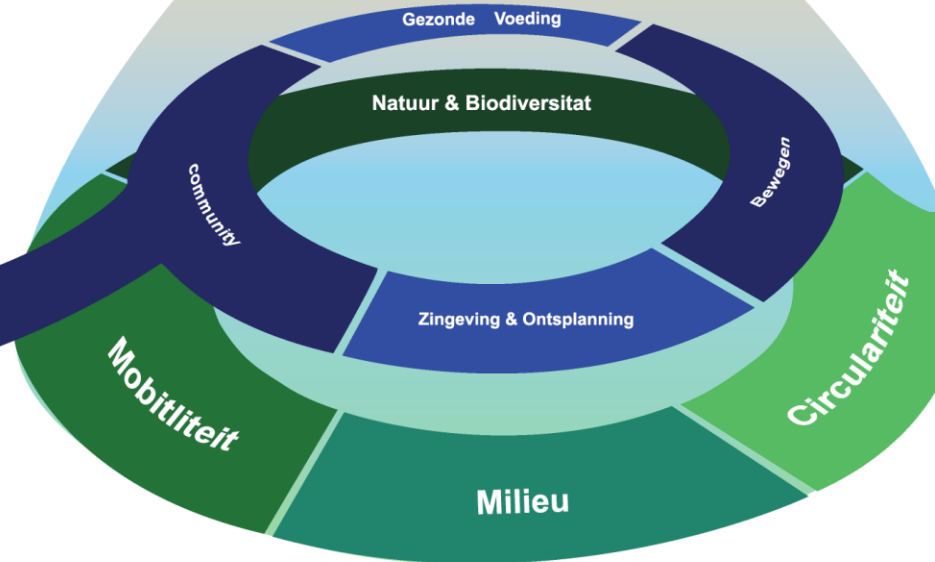 Gezonde Voeding
Natuur & Biodiversitat
Bewegen
community
Zingeving & Ontsplanning
Circulariteit
Mobitliteit
Milieu